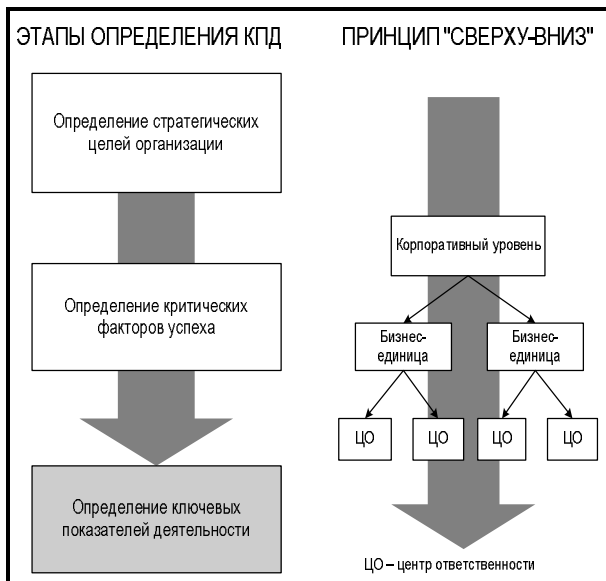 ЭТАПЫ ОПРЕДЕЛЕНИЯ КПД
Определение стратегических
целей организации
Определение критических
факторов успеха
Определение ключевых
показателей деятельности
ПРИНЦИП "СВЕРХУ-ВНИЗ"
Корпоративный уровень
Бизнес-
единица
Бизнес-
единица
ЦО
ЦО
ЦО
ЦО
ЦО – центр ответственности